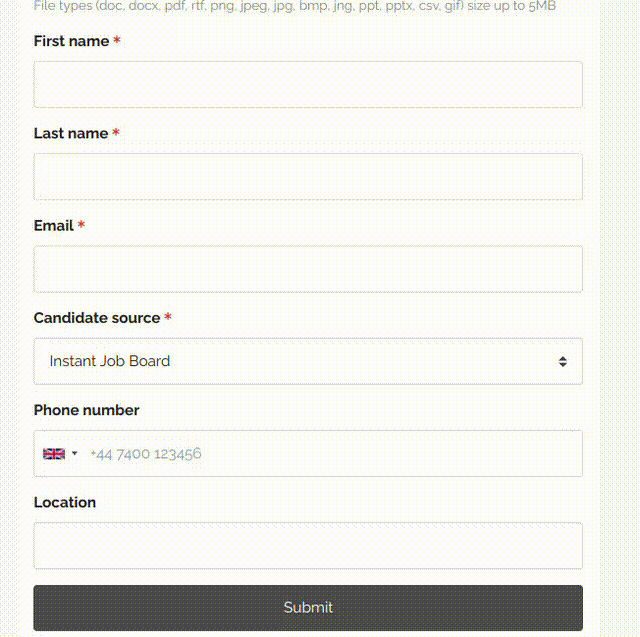 File types (doc, docx, pdf, rtf, png, jpeg, jpg, bmp, jng, ppt, pptx, csv, gif) size up to 5MB
First name *
Last name *
Email *
Candidate source *
Instant Job Board
Phone number
+44 7400 123456
Location
Submit